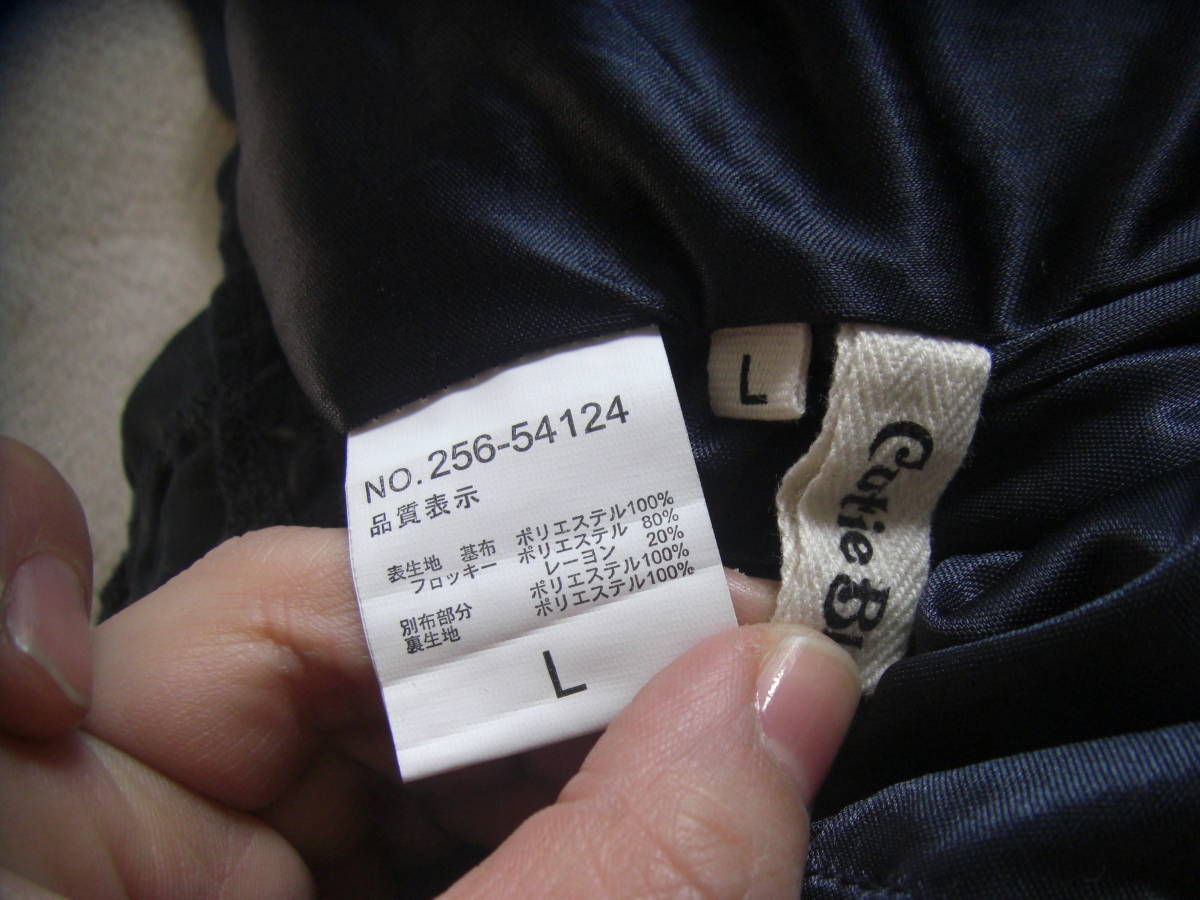 NO. 256-54124
品質表示
表生地 基布 ポリエステル100%
フロッキー ポリエステル 80%
レーヨン 20%
別布部分 ポリエステル100%
裏生地 ポリエステル100%
L
L
Cutie